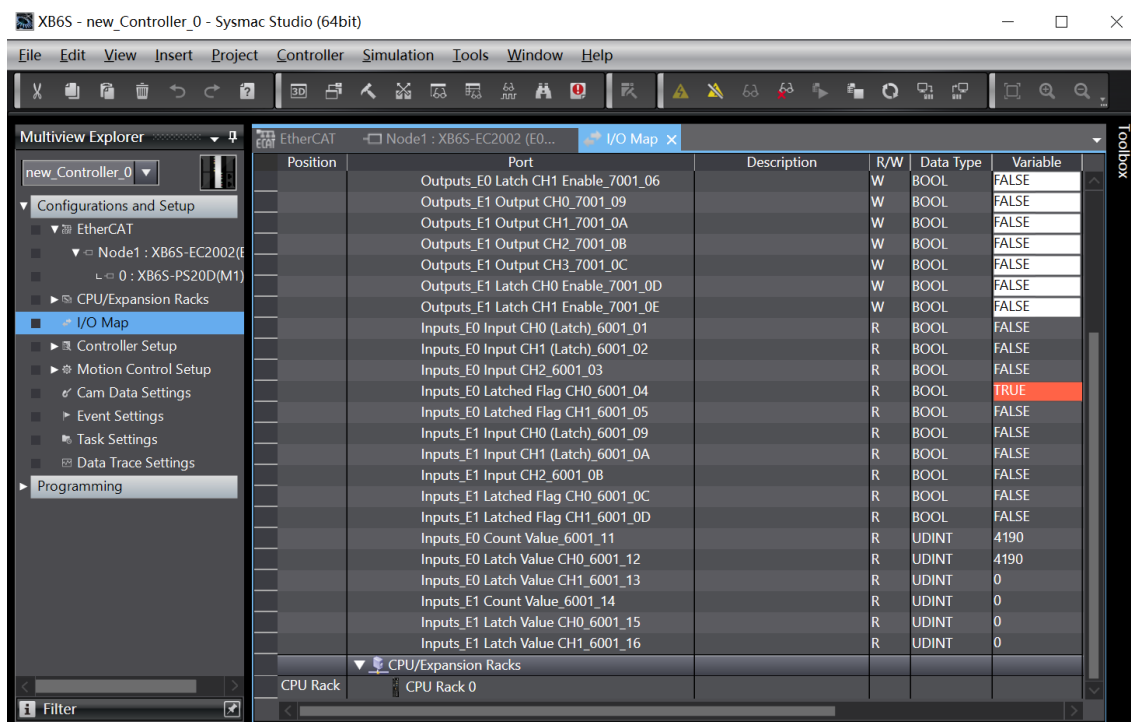 XB6S - new_Controller_0 - Sysmac Studio (64bit)
File Edit View Insert Project Controller Simulation Tools Window Help
3D
Multiview Explorer
new_Controller_0
Configurations and Setup
EtherCAT
Node1 : XB6S-EC2002(E
0 : XB6S-PS20D(M1)
CPU/Expansion Racks
I/O Map
Controller Setup
Motion Control Setup
Cam Data Settings
Event Settings
Task Settings
Data Trace Settings
Programming
Filter
ECAT EtherCAT Node1 : XB6S-EC2002 (E0... I/O Map
Toolbox
Position Port Description R/W Data Type Variable
Outputs_E0 Latch CH1 Enable_7001_06 W BOOL FALSE
Outputs_E1 Output CH0_7001_09 W BOOL FALSE
Outputs_E1 Output CH1_7001_0A W BOOL FALSE
Outputs_E1 Output CH2_7001_0B W BOOL FALSE
Outputs_E1 Output CH3_7001_0C W BOOL FALSE
Outputs_E1 Latch CH0 Enable_7001_0D W BOOL FALSE
Outputs_E1 Latch CH1 Enable_7001_0E W BOOL FALSE
Inputs_E0 Input CH0 (Latch)_6001_01 R BOOL FALSE
Inputs_E0 Input CH1 (Latch)_6001_02 R BOOL FALSE
Inputs_E0 Input CH2_6001_03 R BOOL FALSE
Inputs_E0 Latched Flag CH0_6001_04 R BOOL TRUE
Inputs_E0 Latched Flag CH1_6001_05 R BOOL FALSE
Inputs_E1 Input CH0 (Latch)_6001_09 R BOOL FALSE
Inputs_E1 Input CH1 (Latch)_6001_0A R BOOL FALSE
Inputs_E1 Input CH2_6001_0B R BOOL FALSE
Inputs_E1 Latched Flag CH0_6001_0C R BOOL FALSE
Inputs_E1 Latched Flag CH1_6001_0D R BOOL FALSE
Inputs_E0 Count Value_6001_11 R UDINT 4190
Inputs_E0 Latch Value CH0_6001_12 R UDINT 4190
Inputs_E0 Latch Value CH1_6001_13 R UDINT 0
Inputs_E1 Count Value_6001_14 R UDINT 0
Inputs_E1 Latch Value CH0_6001_15 R UDINT 0
Inputs_E1 Latch Value CH1_6001_16 R UDINT 0
CPU/Expansion Racks
CPU Rack CPU Rack 0